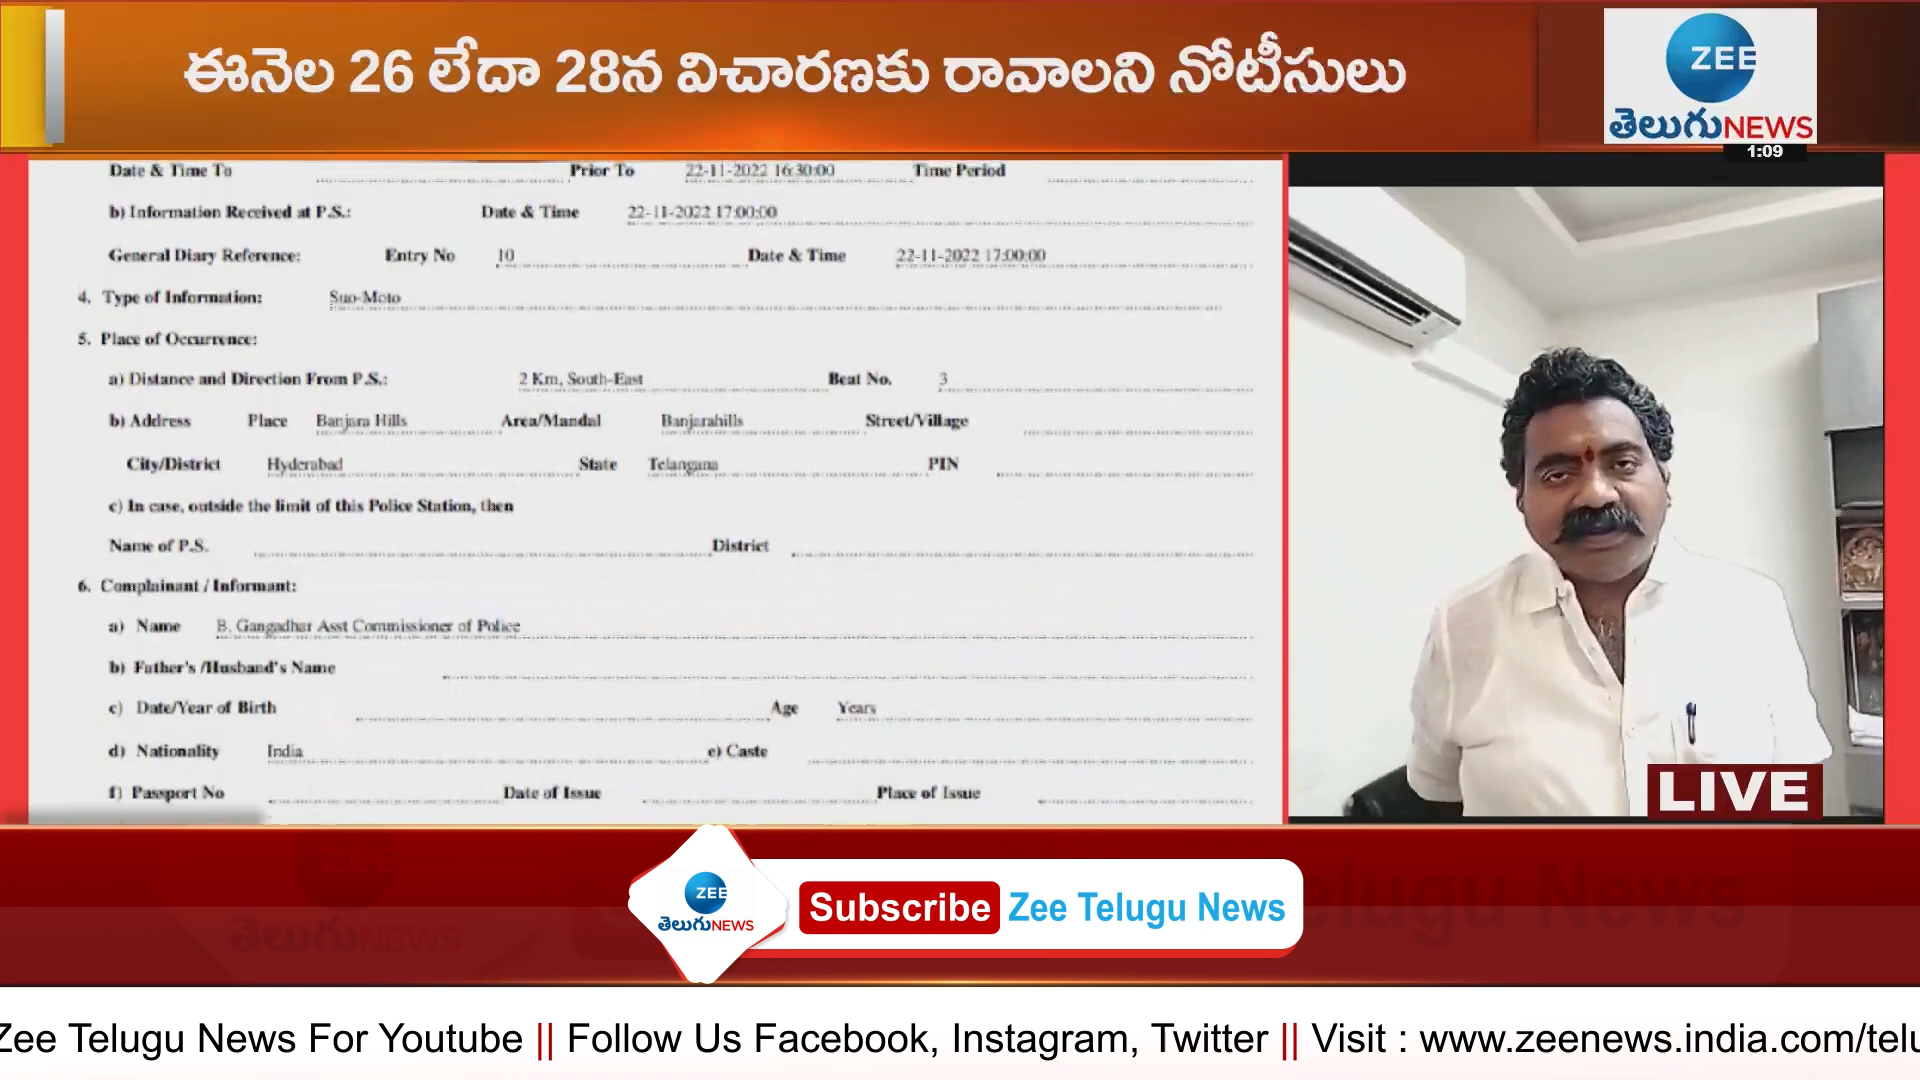 ఈనెల 26 లేదా 28న విచారణకు రావాలని నోటీసులు
ZEE
తెలుగు NEWS
1:09
Date & Time To Prior To 22-11-2022 16:30:00 Time Period
b) Information Received at P.S.: Date & Time 22-11-2022 17:00:00
General Diary Reference: Entry No 10 Date & Time 22-11-2022 17:00:00
4. Type of Information: Suo-Moto
5. Place of Occurrence:
a) Distance and Direction From P.S.: 2 Km, South-East Beat No. 3
b) Address Place Banjara Hills Area/Mandal Banjarahills Street/Village
City/District Hyderabad State Telangana PIN
c) In case, outside the limit of this Police Station, then
Name of P.S. District
6. Complainant / Informant:
a) Name B. Gangadhar Asst Commissioner of Police
b) Father's /Husband's Name
c) Date/Year of Birth Age Years
d) Nationality India e) Caste
f) Passport No Date of Issue Place of Issue
LIVE
ZEE
తెలుగు NEWS
Subscribe Zee Telugu News
Zee Telugu News For Youtube || Follow Us Facebook, Instagram, Twitter || Visit : www.zeenews.india.com/telu